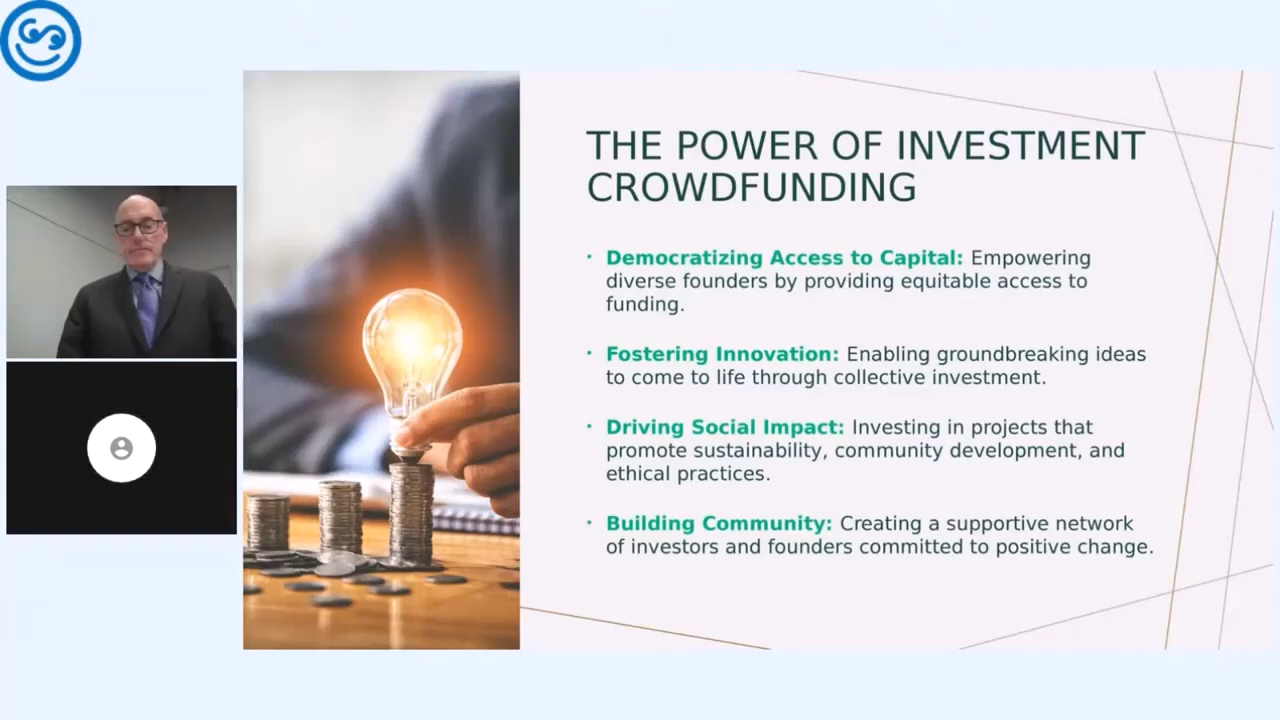 THE POWER OF INVESTMENT
CROWDFUNDING
• Democratizing Access to Capital: Empowering
diverse founders by providing equitable access to
funding.
• Fostering Innovation: Enabling groundbreaking ideas
to come to life through collective investment.
• Driving Social Impact: Investing in projects that
promote sustainability, community development, and
ethical practices.
• Building Community: Creating a supportive network
of investors and founders committed to positive change.